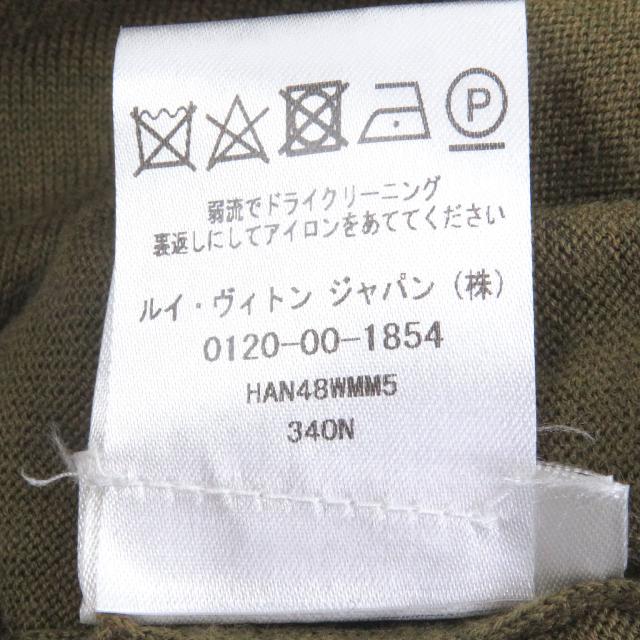 P
弱流でドライクリーニング
裏返しにしてアイロンをあててください
ルイ・ヴィトン ジャパン (株)
0120-00-1854
HAN48WMM5
340N